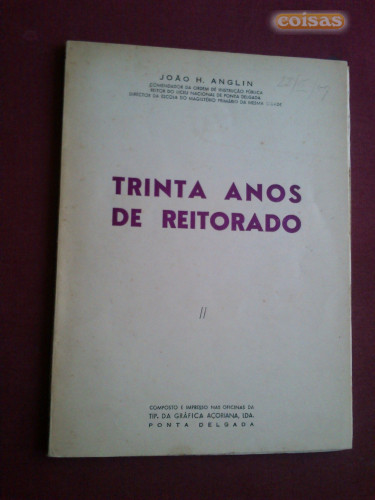 coisas
JOÃO H. ANGLIN
COMENDADOR DA ORDEM DE INSTRUÇÃO PÚBLICA
REITOR DO LICEU NACIONAL DE PONTA DELGADA
DIRECTOR DA ESCOLA DO MAGISTÉRIO PRIMÁRIO DA MESMA CIDADE
TRINTA ANOS
DE REITORADO
II
COMPOSTO E IMPRESSO NAS OFICINAS DA
TIP. DA GRÁFICA AÇORIANA, LDA.
PONTA DELGADA